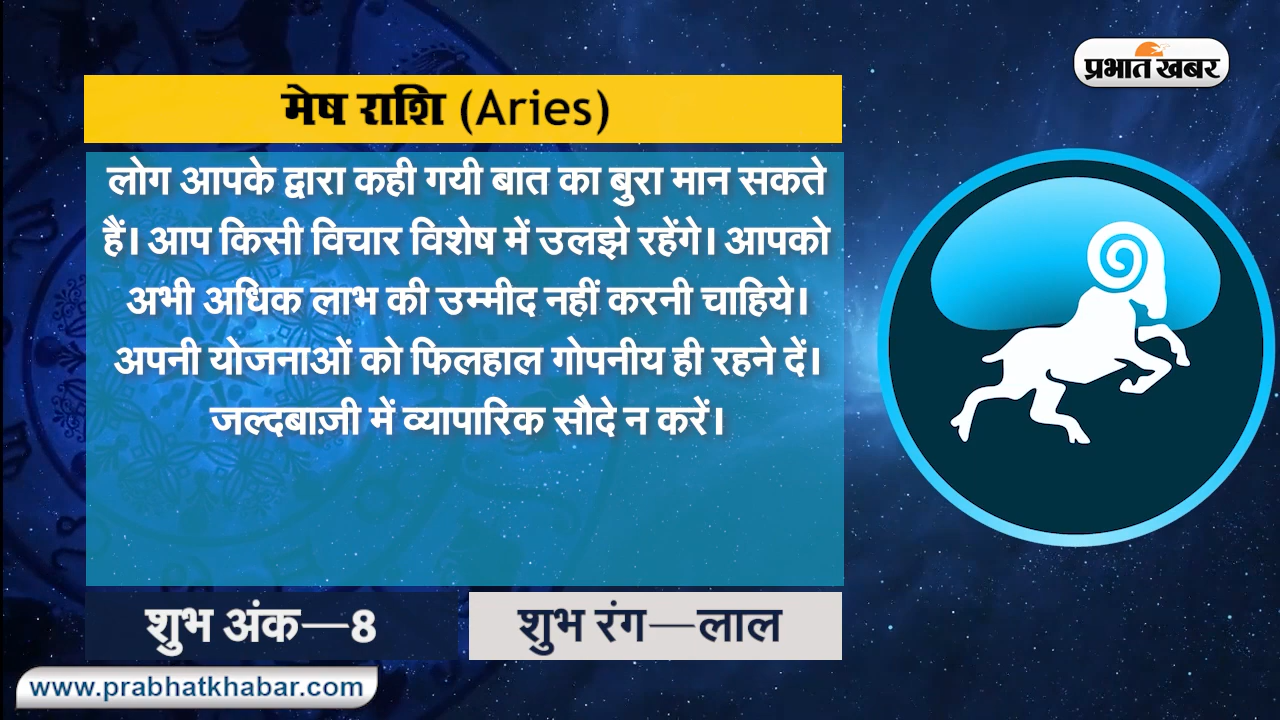 प्रभात खबर
मेष राशि (Aries)
लोग आपके द्वारा कही गयी बात का बुरा मान सकते
हैं। आप किसी विचार विशेष में उलझे रहेंगे। आपको
अभी अधिक लाभ की उम्मीद नहीं करनी चाहिये।
अपनी योजनाओं को फिलहाल गोपनीय ही रहने दें।
जल्दबाज़ी में व्यापारिक सौदे न करें।
शुभ अंक—8
शुभ रंग—लाल
www.prabhatkhabar.com